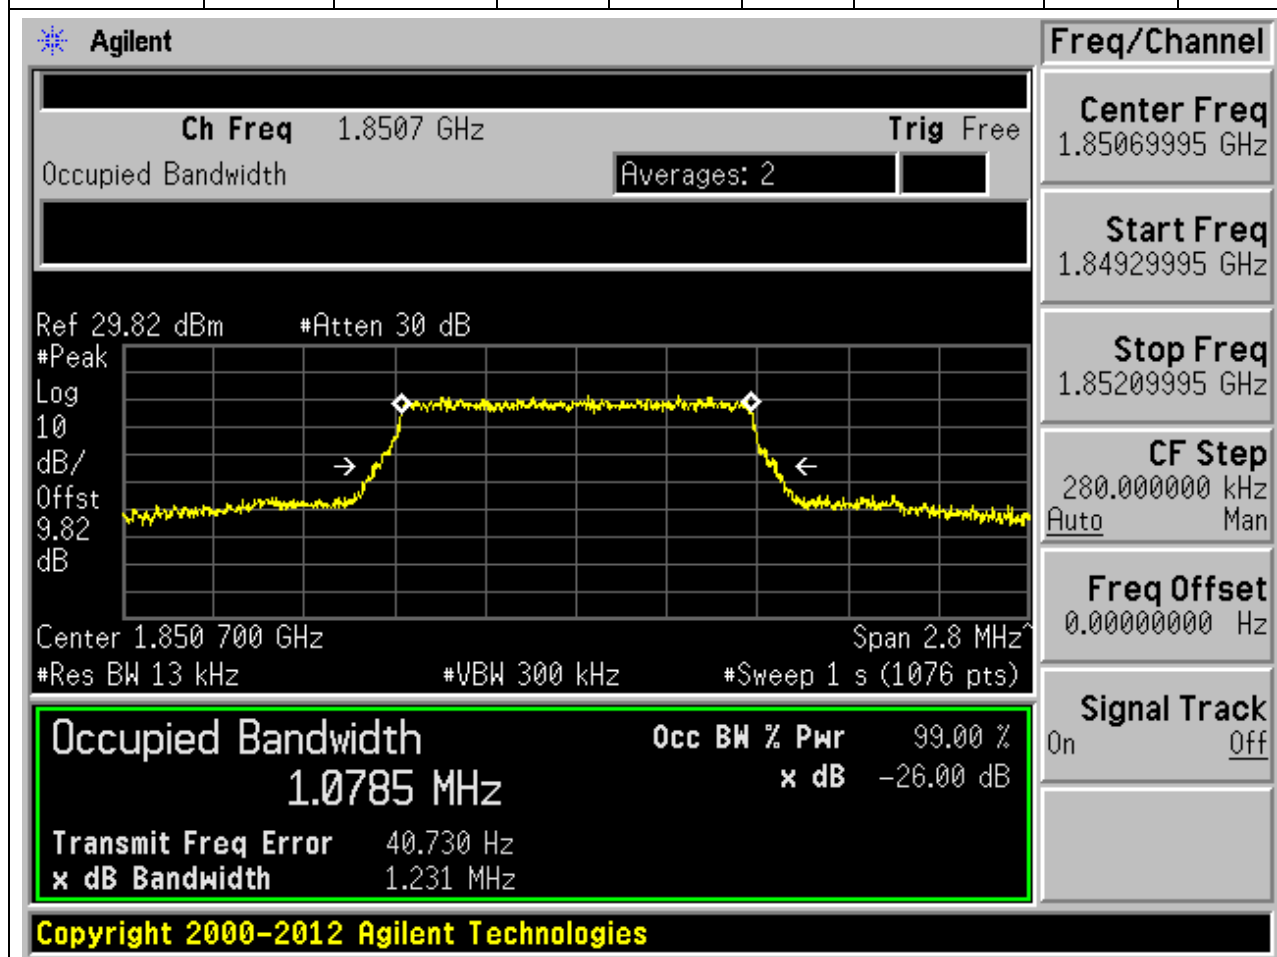 Agilent
Freq/Channel
Ch Freq 1.8507 GHz Trig Free
Occupied Bandwidth Averages: 2
Center Freq
1.85069995 GHz
Start Freq
1.84929995 GHz
Stop Freq
1.85209995 GHz
CF Step
280.000000 kHz
Auto Man
Freq Offset
0.00000000 Hz
Signal Track
On Off
Ref 29.82 dBm #Atten 30 dB
#Peak
Log
10
dB/
Offst
9.82
dB
Center 1.850 700 GHz Span 2.8 MHz^
#Res BW 13 kHz #VBW 300 kHz #Sweep 1 s (1076 pts)
Occupied Bandwidth Occ BW % Pwr 99.00 %
1.0785 MHz x dB -26.00 dB
Transmit Freq Error 40.730 Hz
x dB Bandwidth 1.231 MHz
Copyright 2000-2012 Agilent Technologies